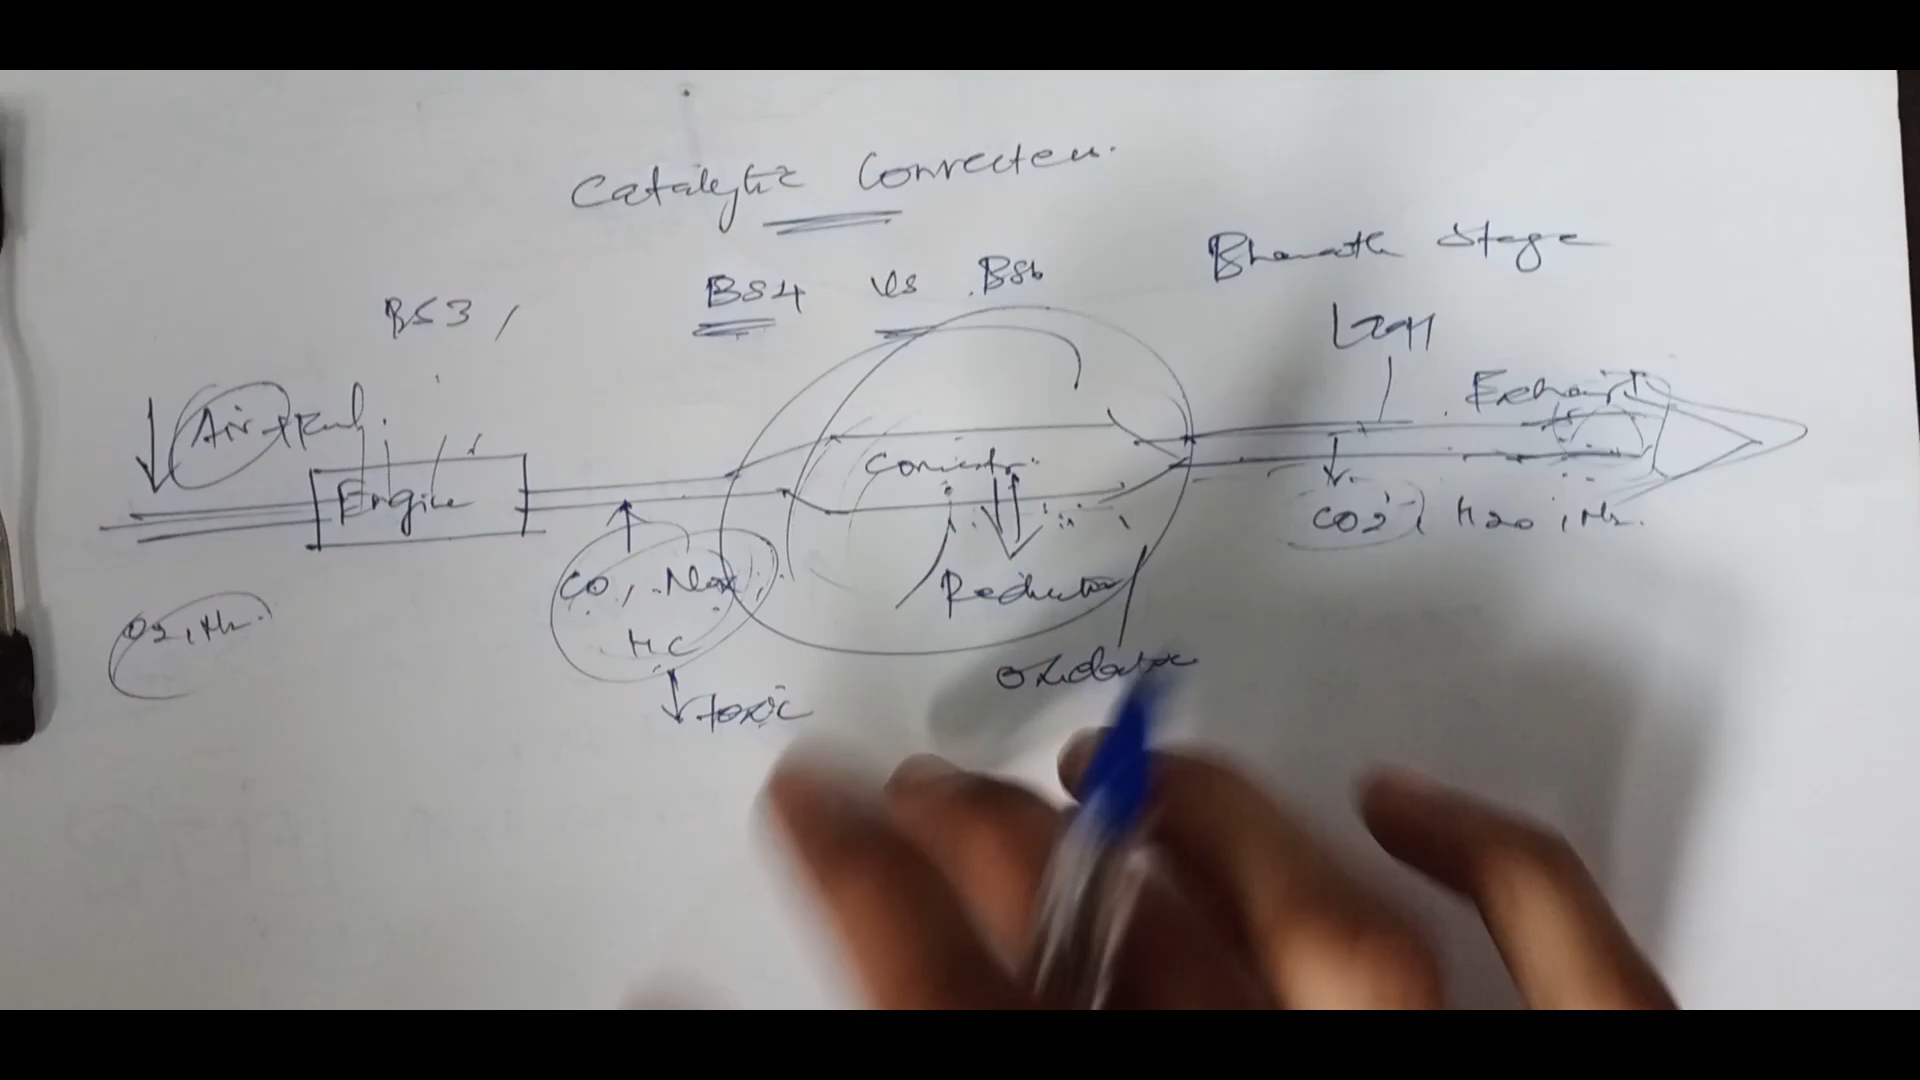 Catalytic Converter.
BS3, BS4 vs BS6 Bharath Stage
Air + Fuel.
Exhaust
Engine
Convertr
CO2, H2O, N2.
CO, Nox
HC
Reduction
O2, N2.
oxidation
toxic